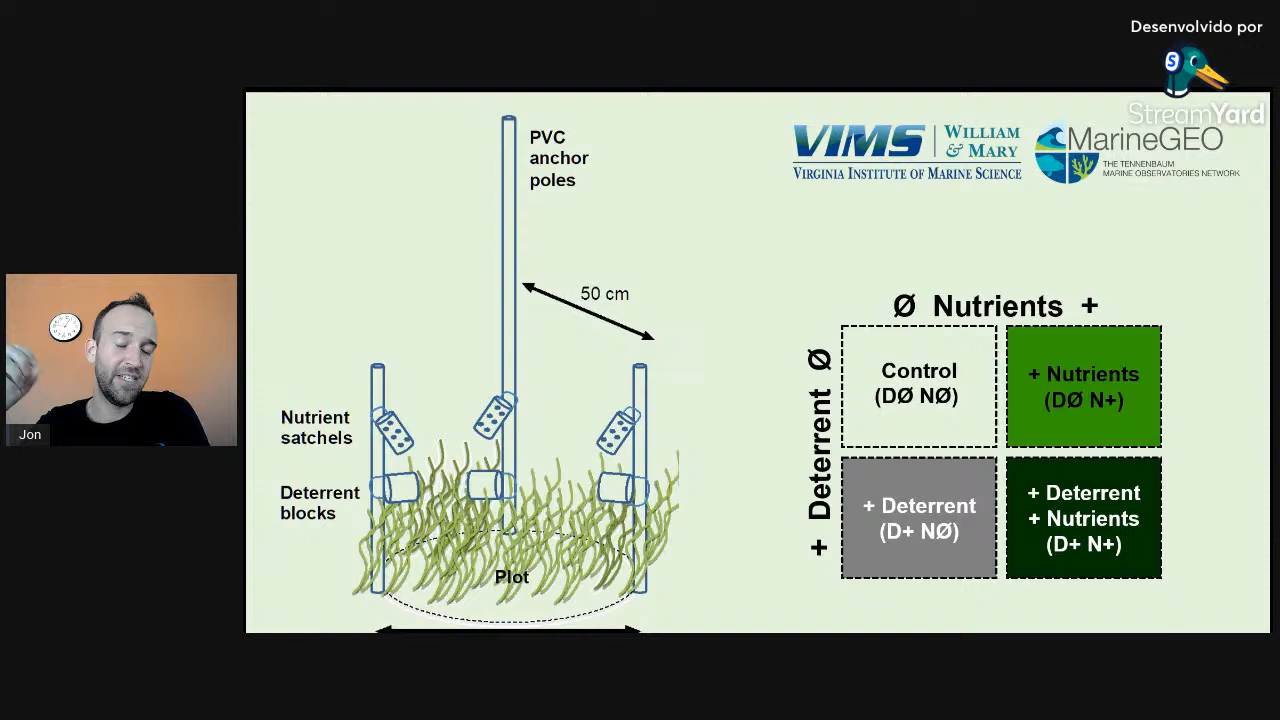 Desenvolvido por
S
StreamYard
PVC
anchor
poles
VIMS
WILLIAM
& MARY
VIRGINIA INSTITUTE OF MARINE SCIENCE
MarineGEO
THE TENNENBAUM
MARINE OBSERVATORIES NETWORK
50 cm
Nutrient
satchels
Deterrent
blocks
Plot
Ø Nutrients +
+ Deterrent Ø
Control
(DØ NØ)
+ Nutrients
(DØ N+)
+ Deterrent
(D+ NØ)
+ Deterrent
+ Nutrients
(D+ N+)
Jon